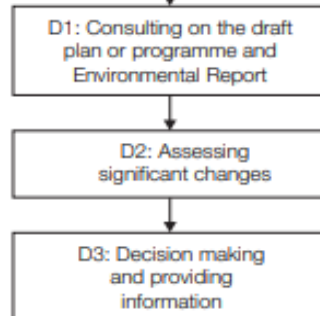 D1: Consulting on the draft
plan or programme and
Environmental Report
D2: Assessing
significant changes
D3: Decision making
and providing
information